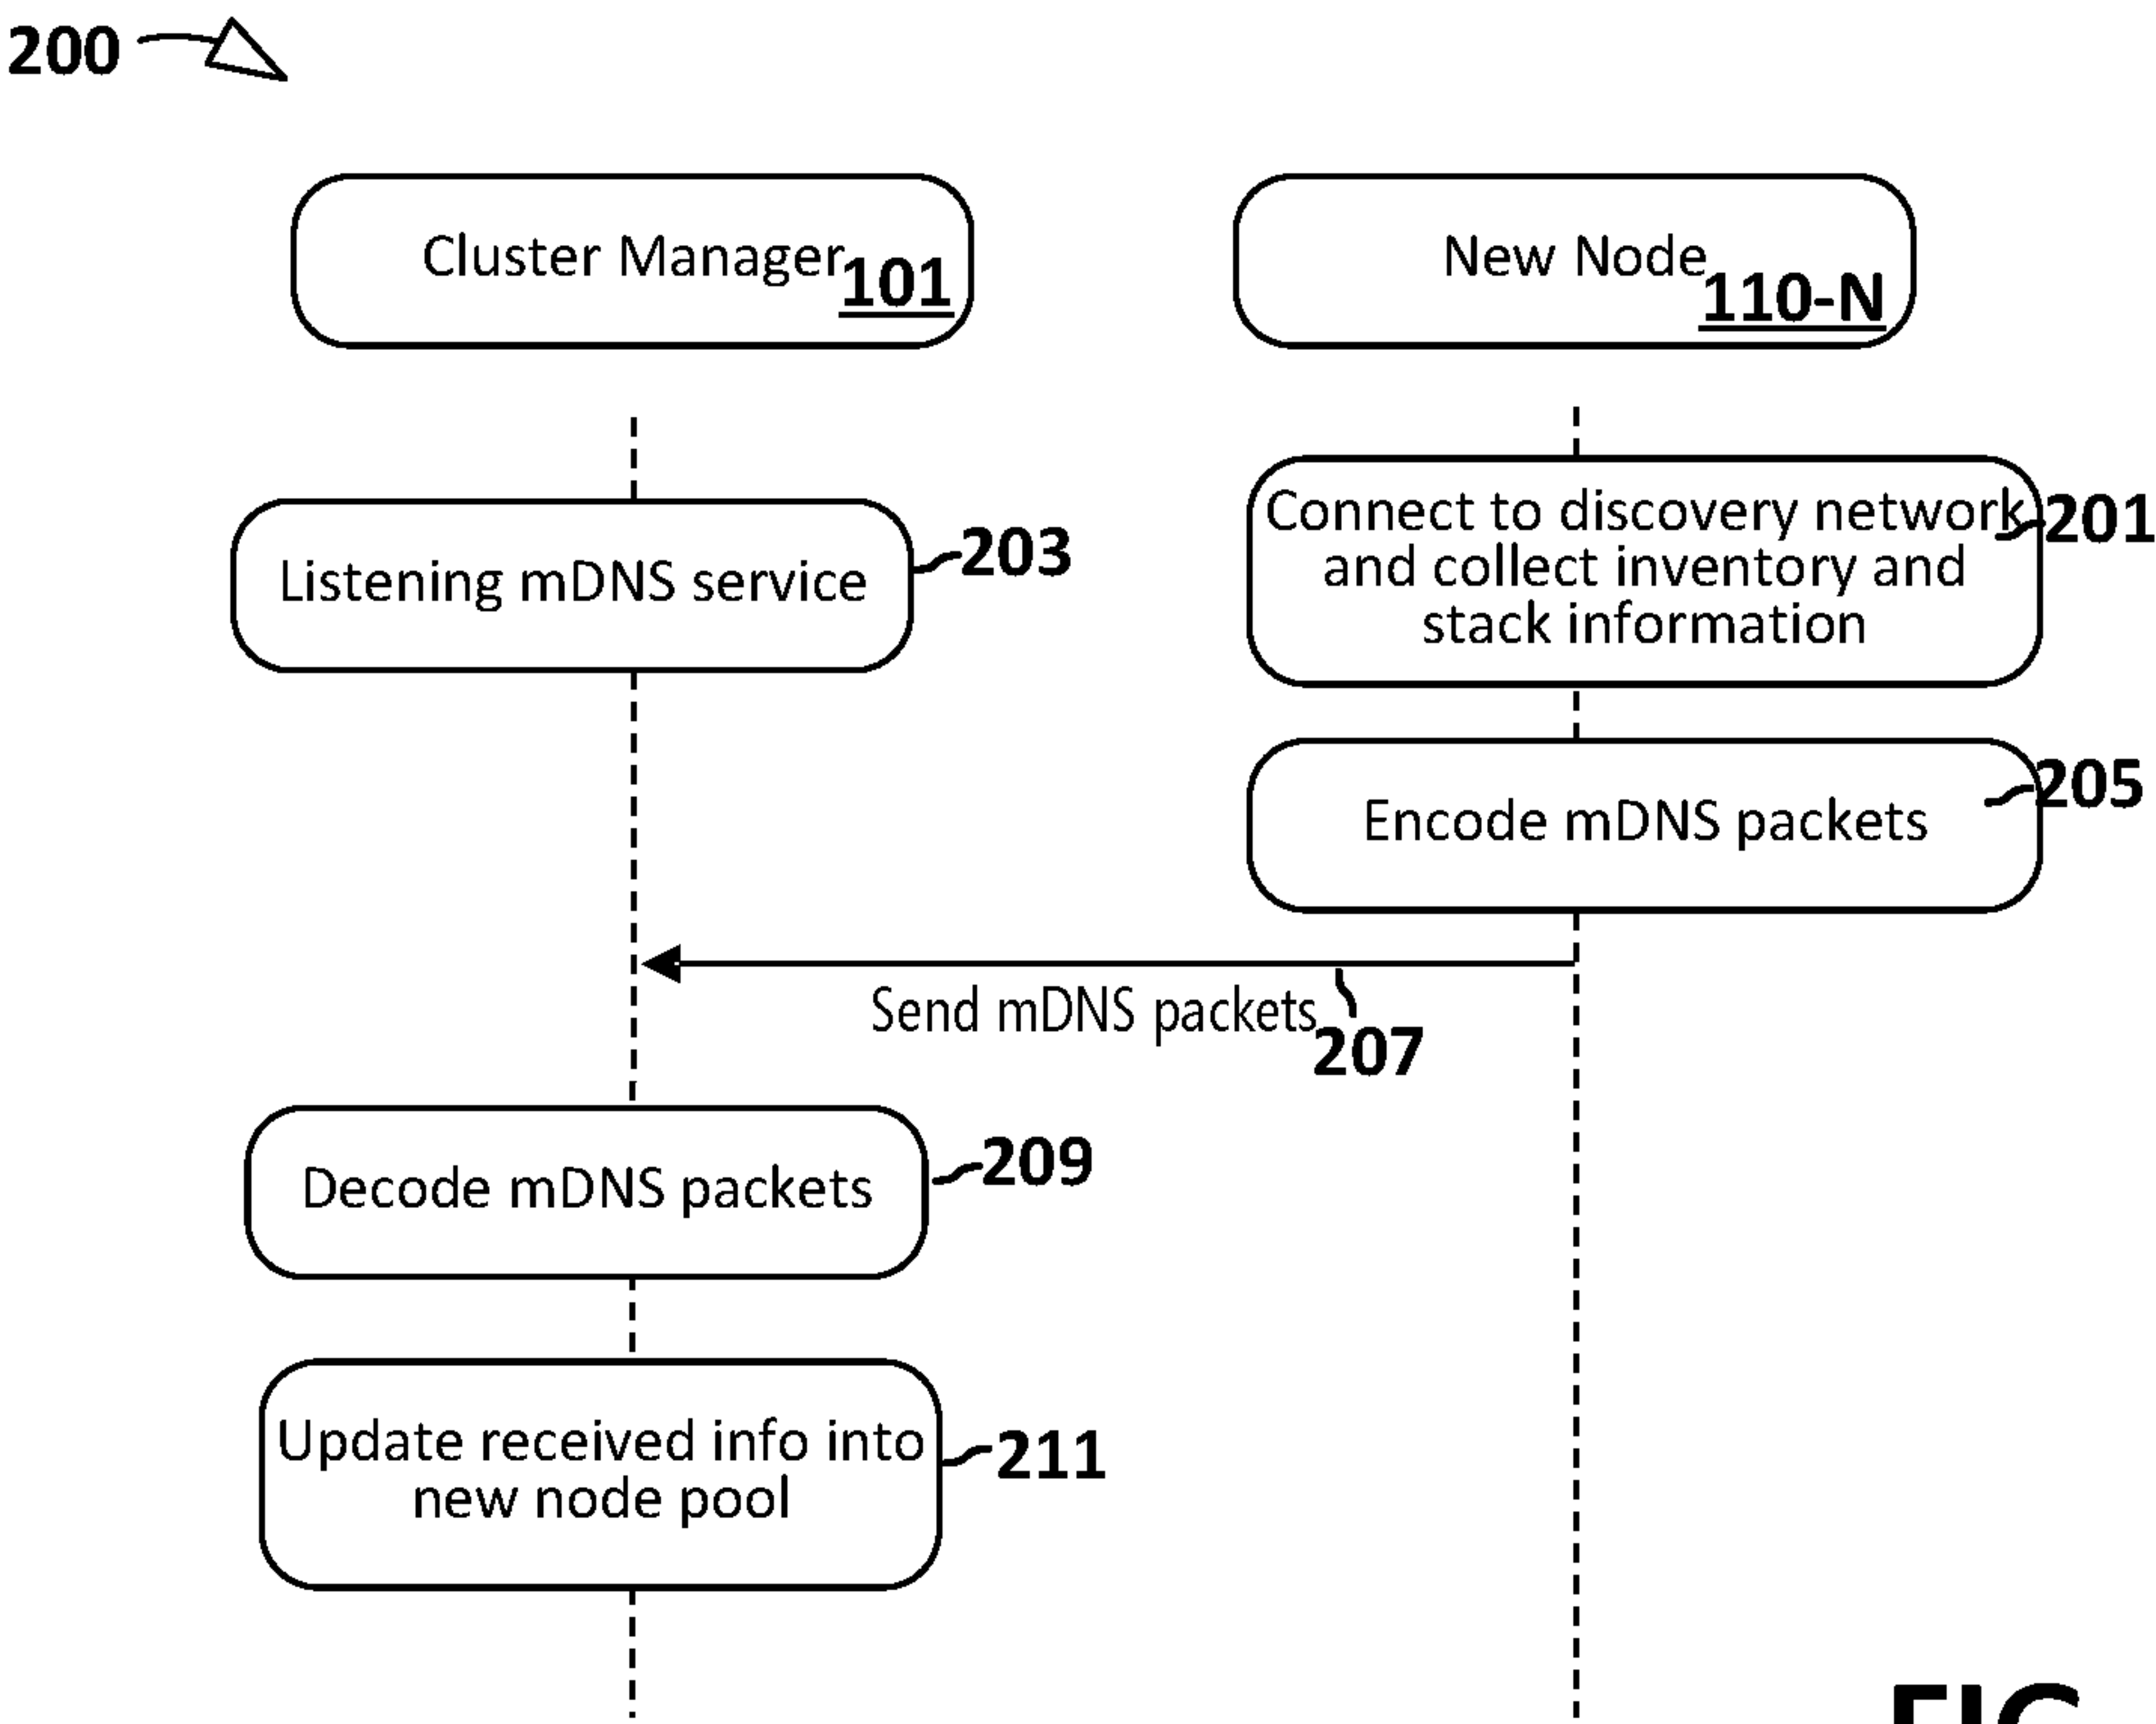 200
Cluster Manager 101
New Node 110-N
Connect to discovery network 201
and collect inventory and
stack information
Listening mDNS service 203
Encode mDNS packets 205
Send mDNS packets 207
Decode mDNS packets 209
Update received info into 211
new node pool